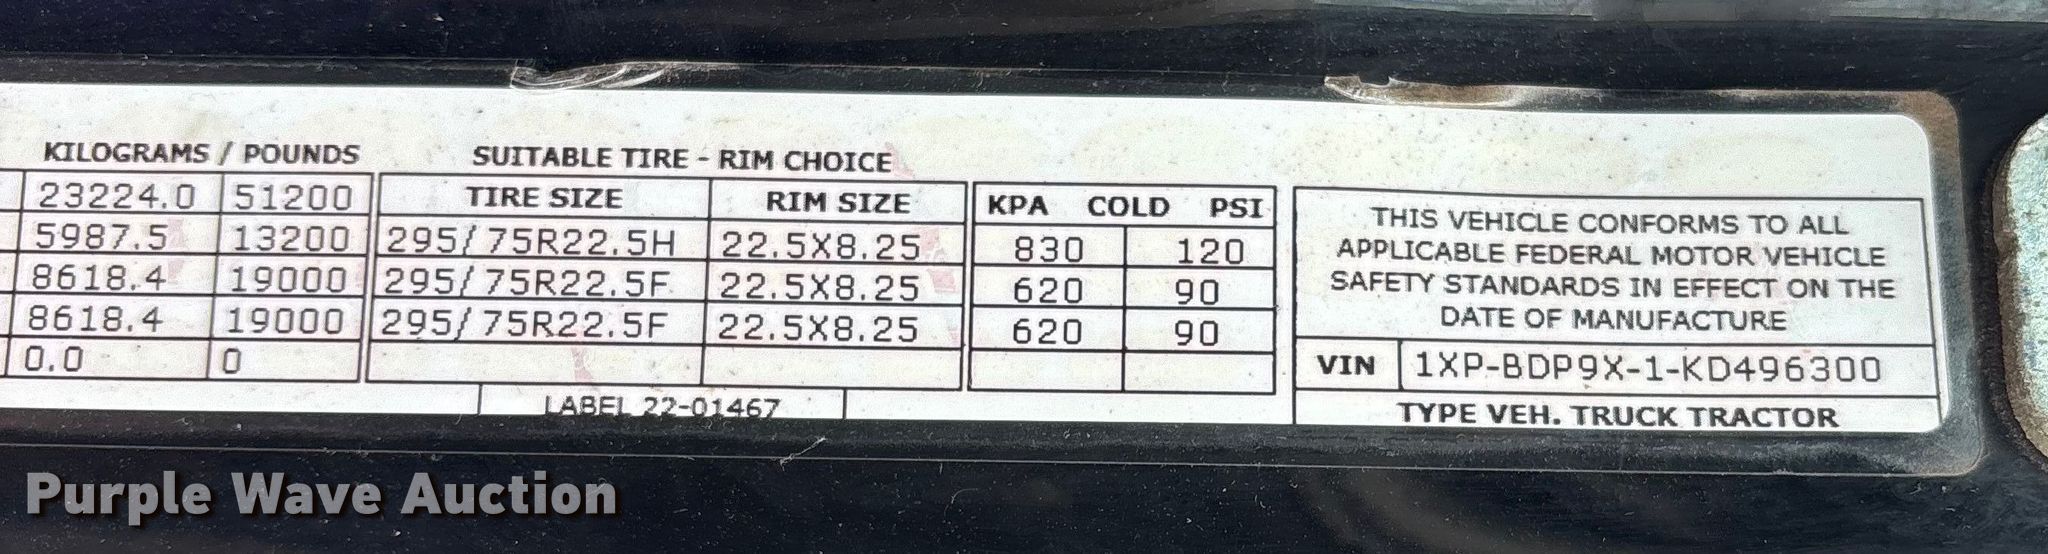 KILOGRAMS / POUNDS SUITABLE TIRE - RIM CHOICE
TIRE SIZE RIM SIZE KPA COLD PSI
23224.0 51200
5987.5 13200 295/75R22.5H 22.5X8.25 830 120
8618.4 19000 295/75R22.5F 22.5X8.25 620 90
8618.4 19000 295/75R22.5F 22.5X8.25 620 90
0.0 0
LABEL 22-01467
THIS VEHICLE CONFORMS TO ALL
APPLICABLE FEDERAL MOTOR VEHICLE
SAFETY STANDARDS IN EFFECT ON THE
DATE OF MANUFACTURE
VIN 1XP-BDP9X-1-KD496300
TYPE VEH. TRUCK TRACTOR
Purple Wave Auction